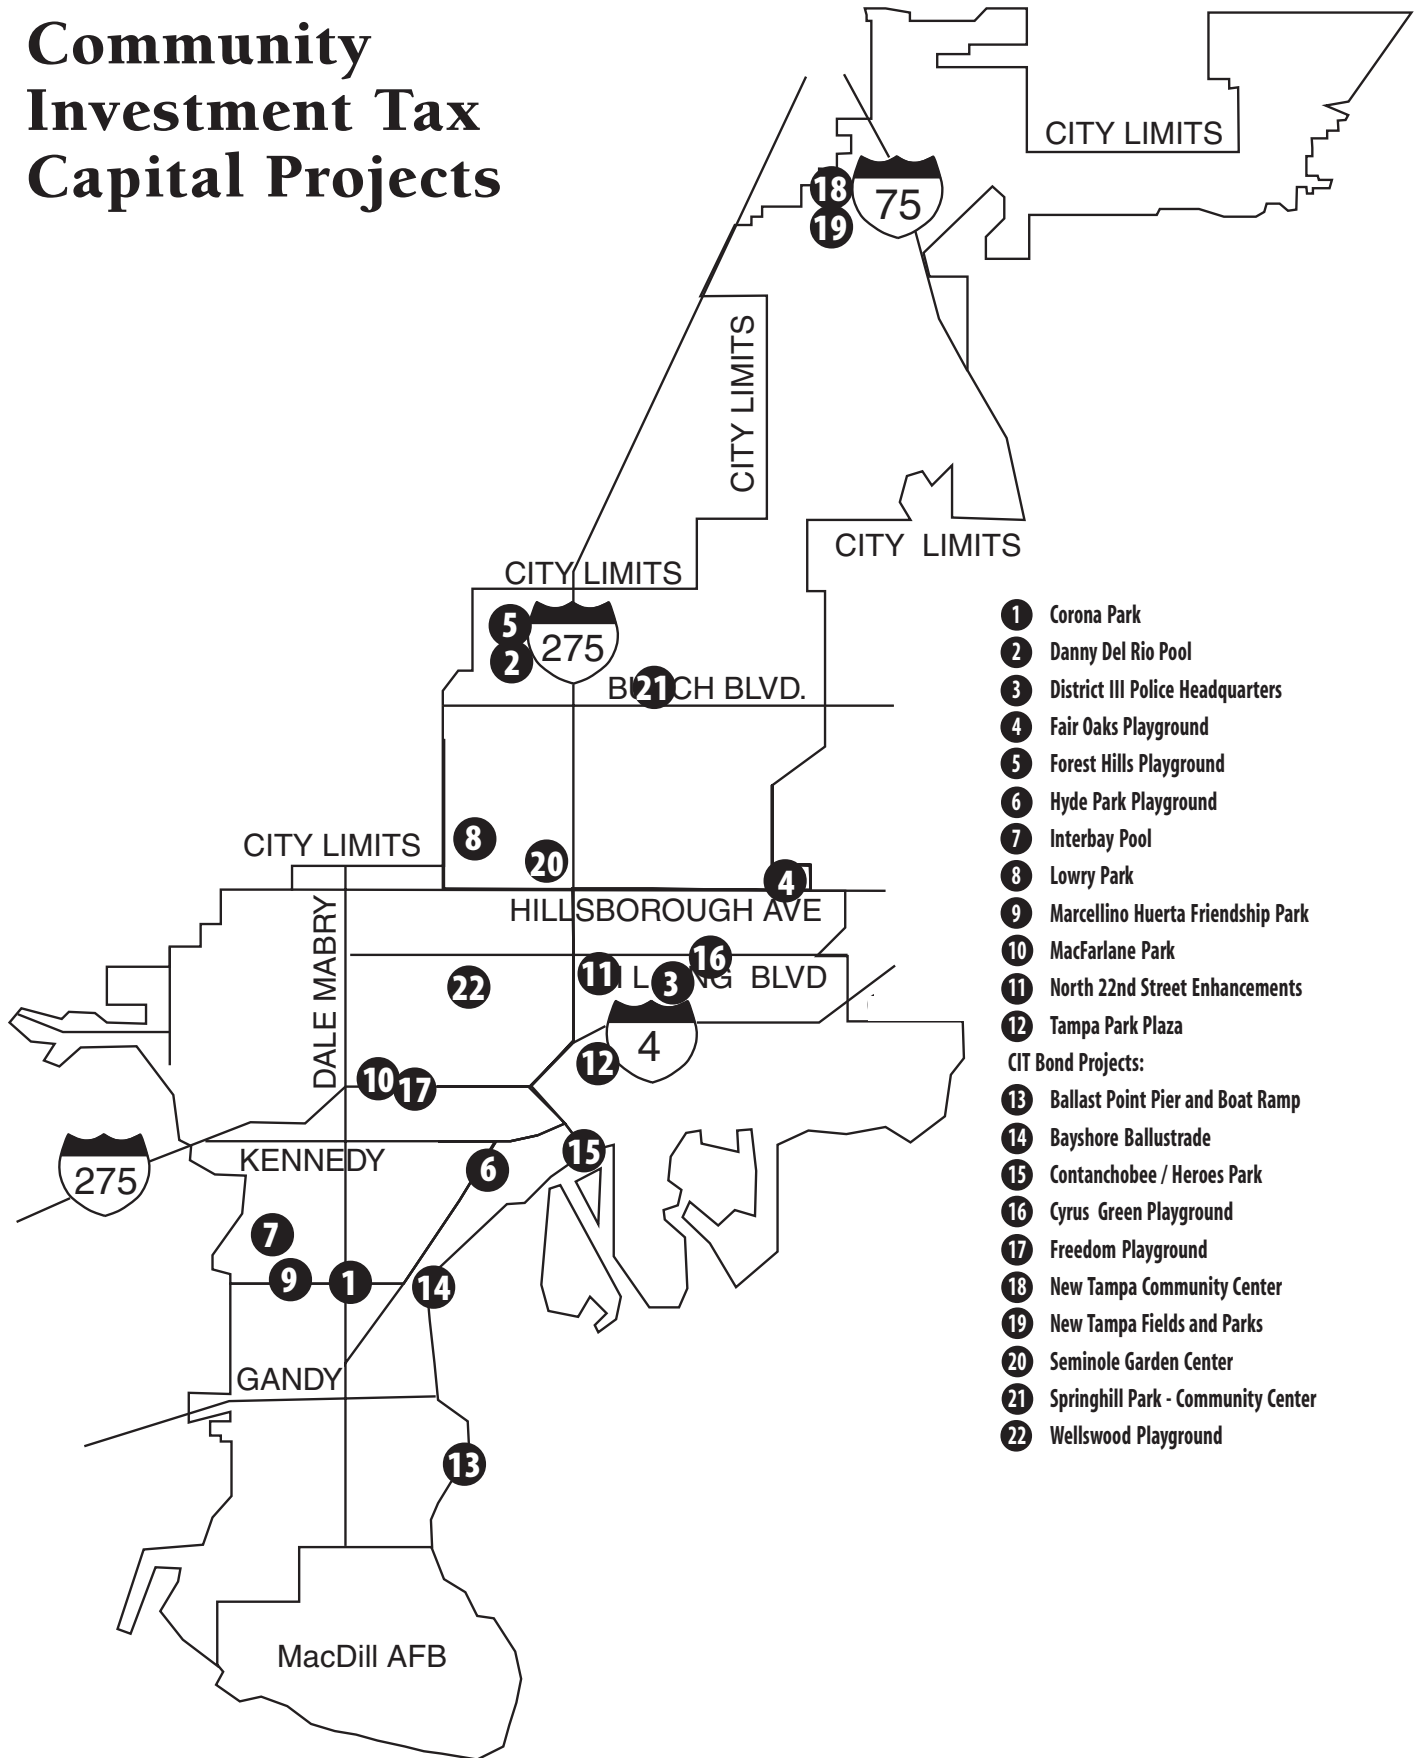 Community
Investment Tax
Capital Projects
CITY LIMITS
18
75
19
CITY LIMITS
CITY LIMITS
CITY LIMITS
5
275
2
21
BLVD.
8
CITY LIMITS
20
4
HILLSBOROUGH AVE
DALE MABRY
16
11
3
BLVD
22
4
12
10
17
15
275
KENNEDY
6
7
9
1
14
GANDY
13
MacDill AFB
1 Corona Park
2 Danny Del Rio Pool
3 District III Police Headquarters
4 Fair Oaks Playground
5 Forest Hills Playground
6 Hyde Park Playground
7 Interbay Pool
8 Lowry Park
9 Marcellino Huerta Friendship Park
10 MacFarlane Park
11 North 22nd Street Enhancements
12 Tampa Park Plaza
CIT Bond Projects:
13 Ballast Point Pier and Boat Ramp
14 Bayshore Ballustrade
15 Contanchobee / Heroes Park
16 Cyrus Green Playground
17 Freedom Playground
18 New Tampa Community Center
19 New Tampa Fields and Parks
20 Seminole Garden Center
21 Springhill Park - Community Center
22 Wellswood Playground